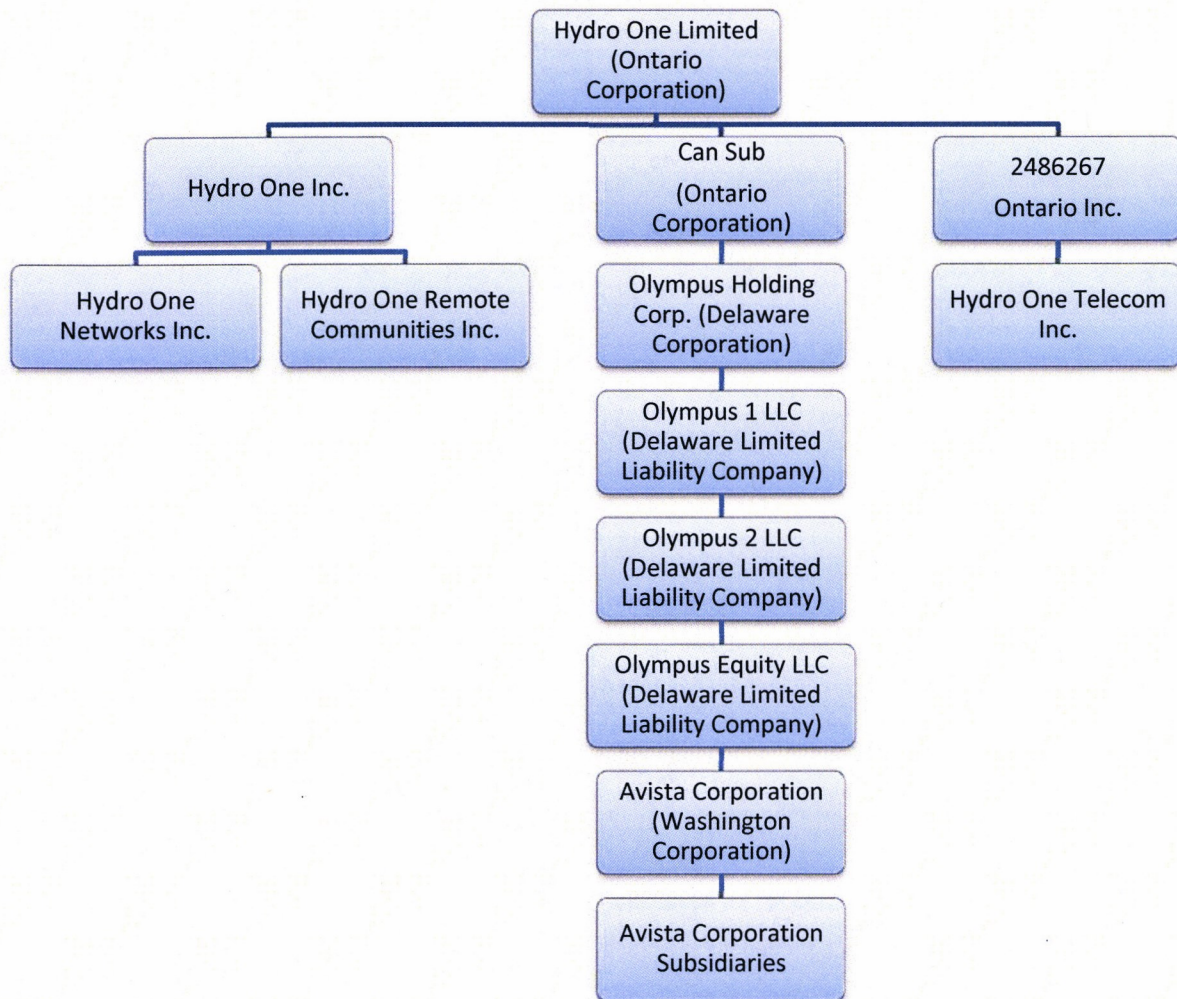 Hydro One Limited
(Ontario
Corporation)
Hydro One Inc.
Can Sub
(Ontario
Corporation)
2486267
Ontario Inc.
Hydro One
Networks Inc.
Hydro One Remote
Communities Inc.
Olympus Holding
Corp. (Delaware
Corporation)
Hydro One Telecom
Inc.
Olympus 1 LLC
(Delaware Limited
Liability Company)
Olympus 2 LLC
(Delaware Limited
Liability Company)
Olympus Equity LLC
(Delaware Limited
Liability Company)
Avista Corporation
(Washington
Corporation)
Avista Corporation
Subsidiaries